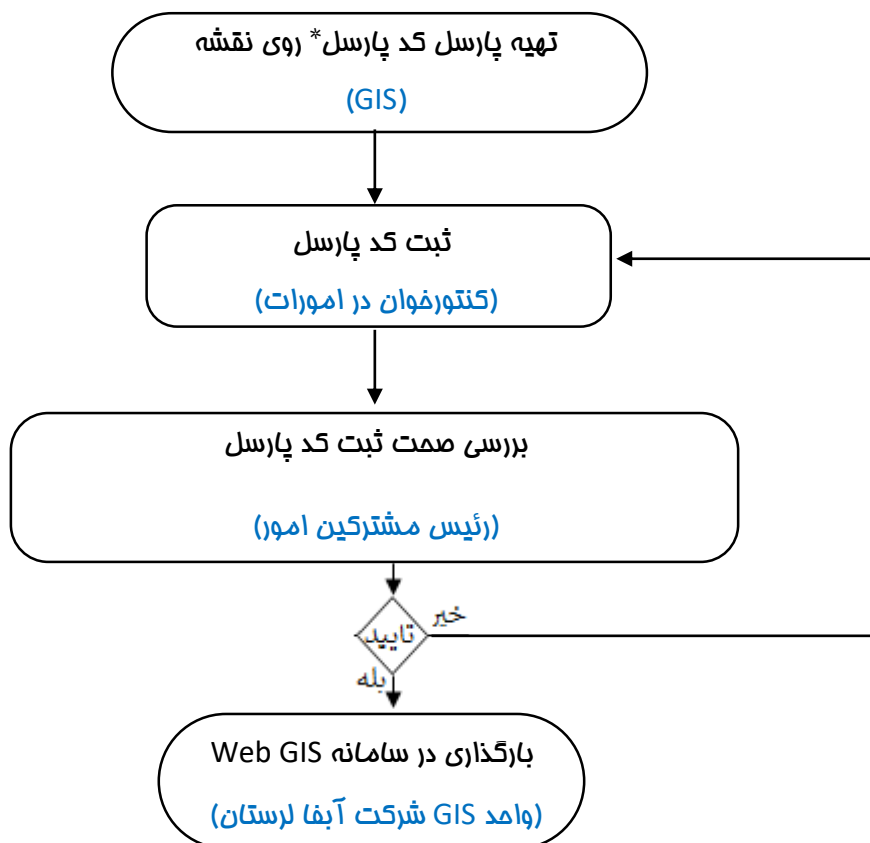 تهیه پارسل کد پارسل* روی نقشه
(GIS)
ثبت کد پارسل
(کنتورخوان در امورات)
بررسی صحت ثبت کد پارسل
(رئیس مشترکین امور)
تایید
خیر
بله
بارگذاری در سامانه Web GIS
(واحد GIS شرکت آبفا لرستان)